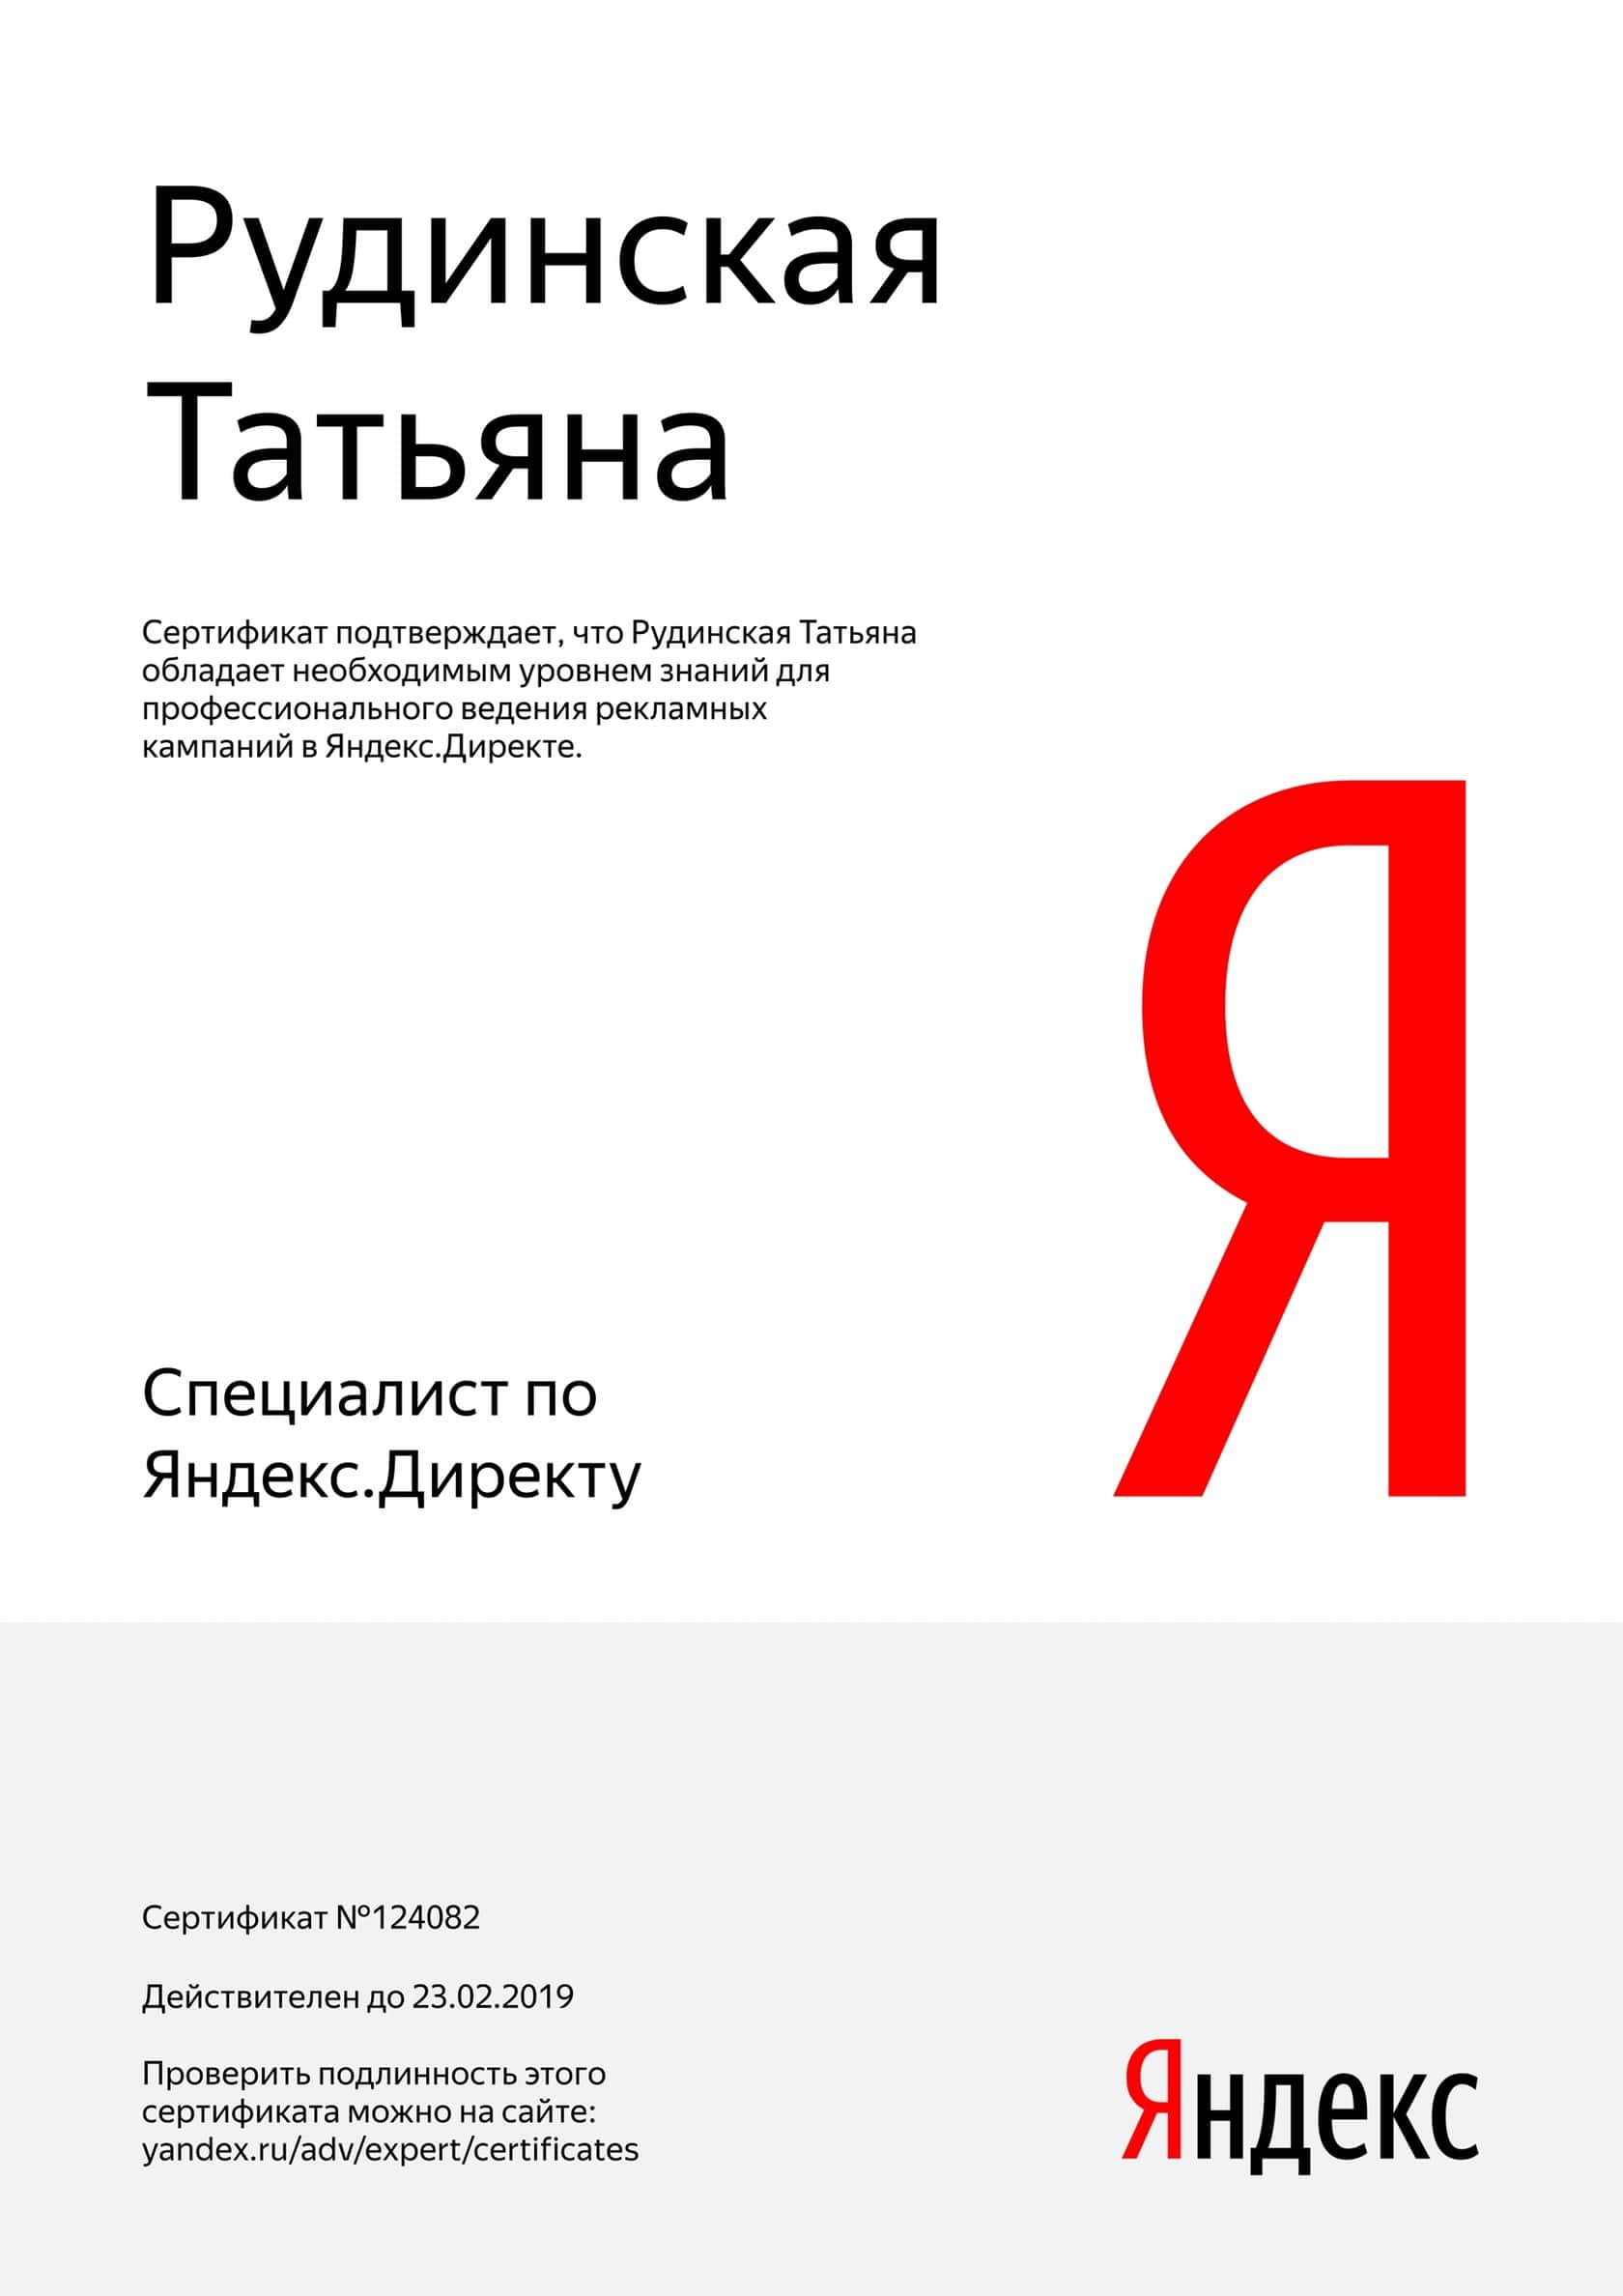 Рудинская
Татьяна
Сертификат подтверждает, что Рудинская Татьяна
обладает необходимым уровнем знаний для
профессионального ведения рекламных
кампаний в Яндекс.Директе.
Я
Специалист по
Яндекс.Директу
Сертификат №124082
Действителен до 23.02.2019
Проверить подлинность этого
сертификата можно на сайте:
yandex.ru/adv/expert/certificates
Яндекс